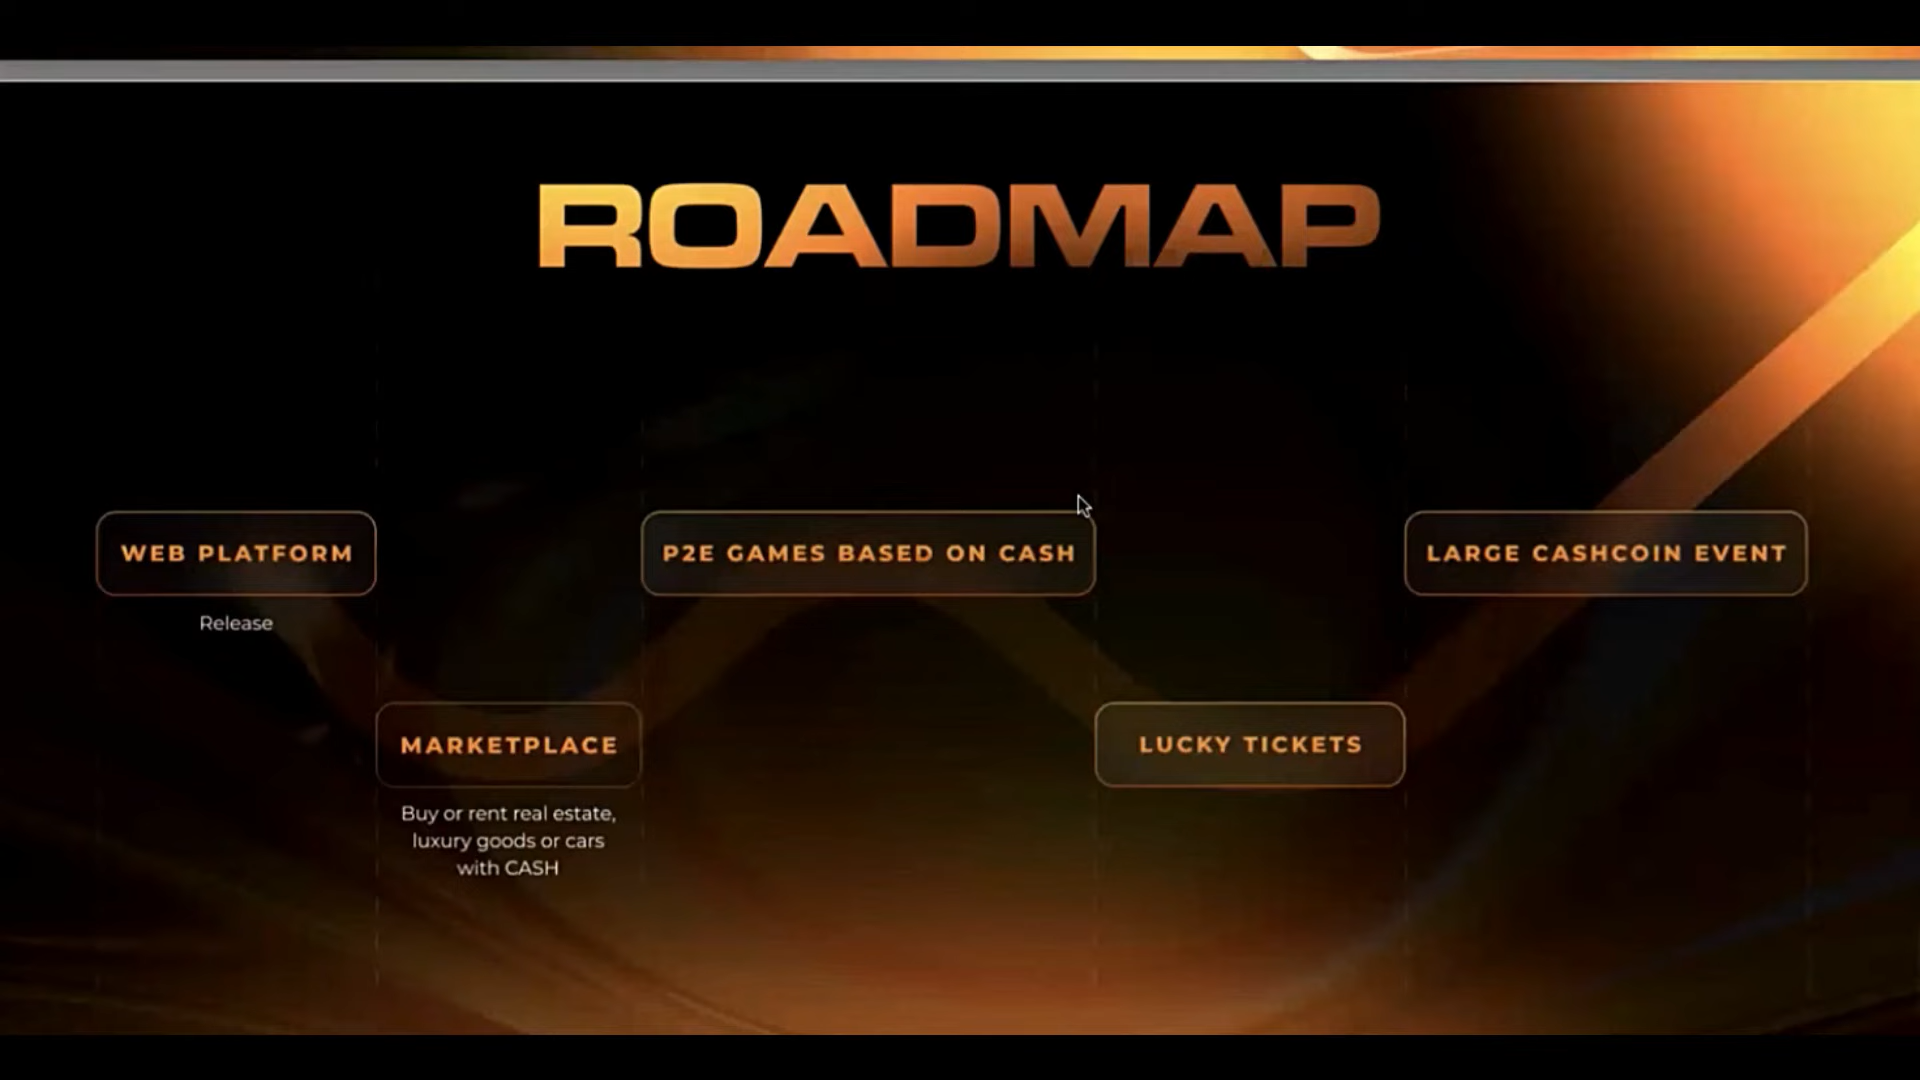 ROADMAP
WEB PLATFORM
Release
MARKETPLACE
Buy or rent real estate,
luxury goods or cars
with CASH
P2E GAMES BASED ON CASH
LUCKY TICKETS
LARGE CASHCOIN EVENT